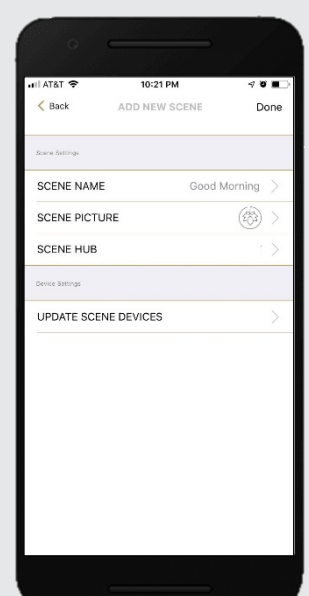 AT&T 10:21 PM
Back ADD NEW SCENE Done
Scene Settings
SCENE NAME Good Morning
SCENE PICTURE
SCENE HUB
Device Settings
UPDATE SCENE DEVICES